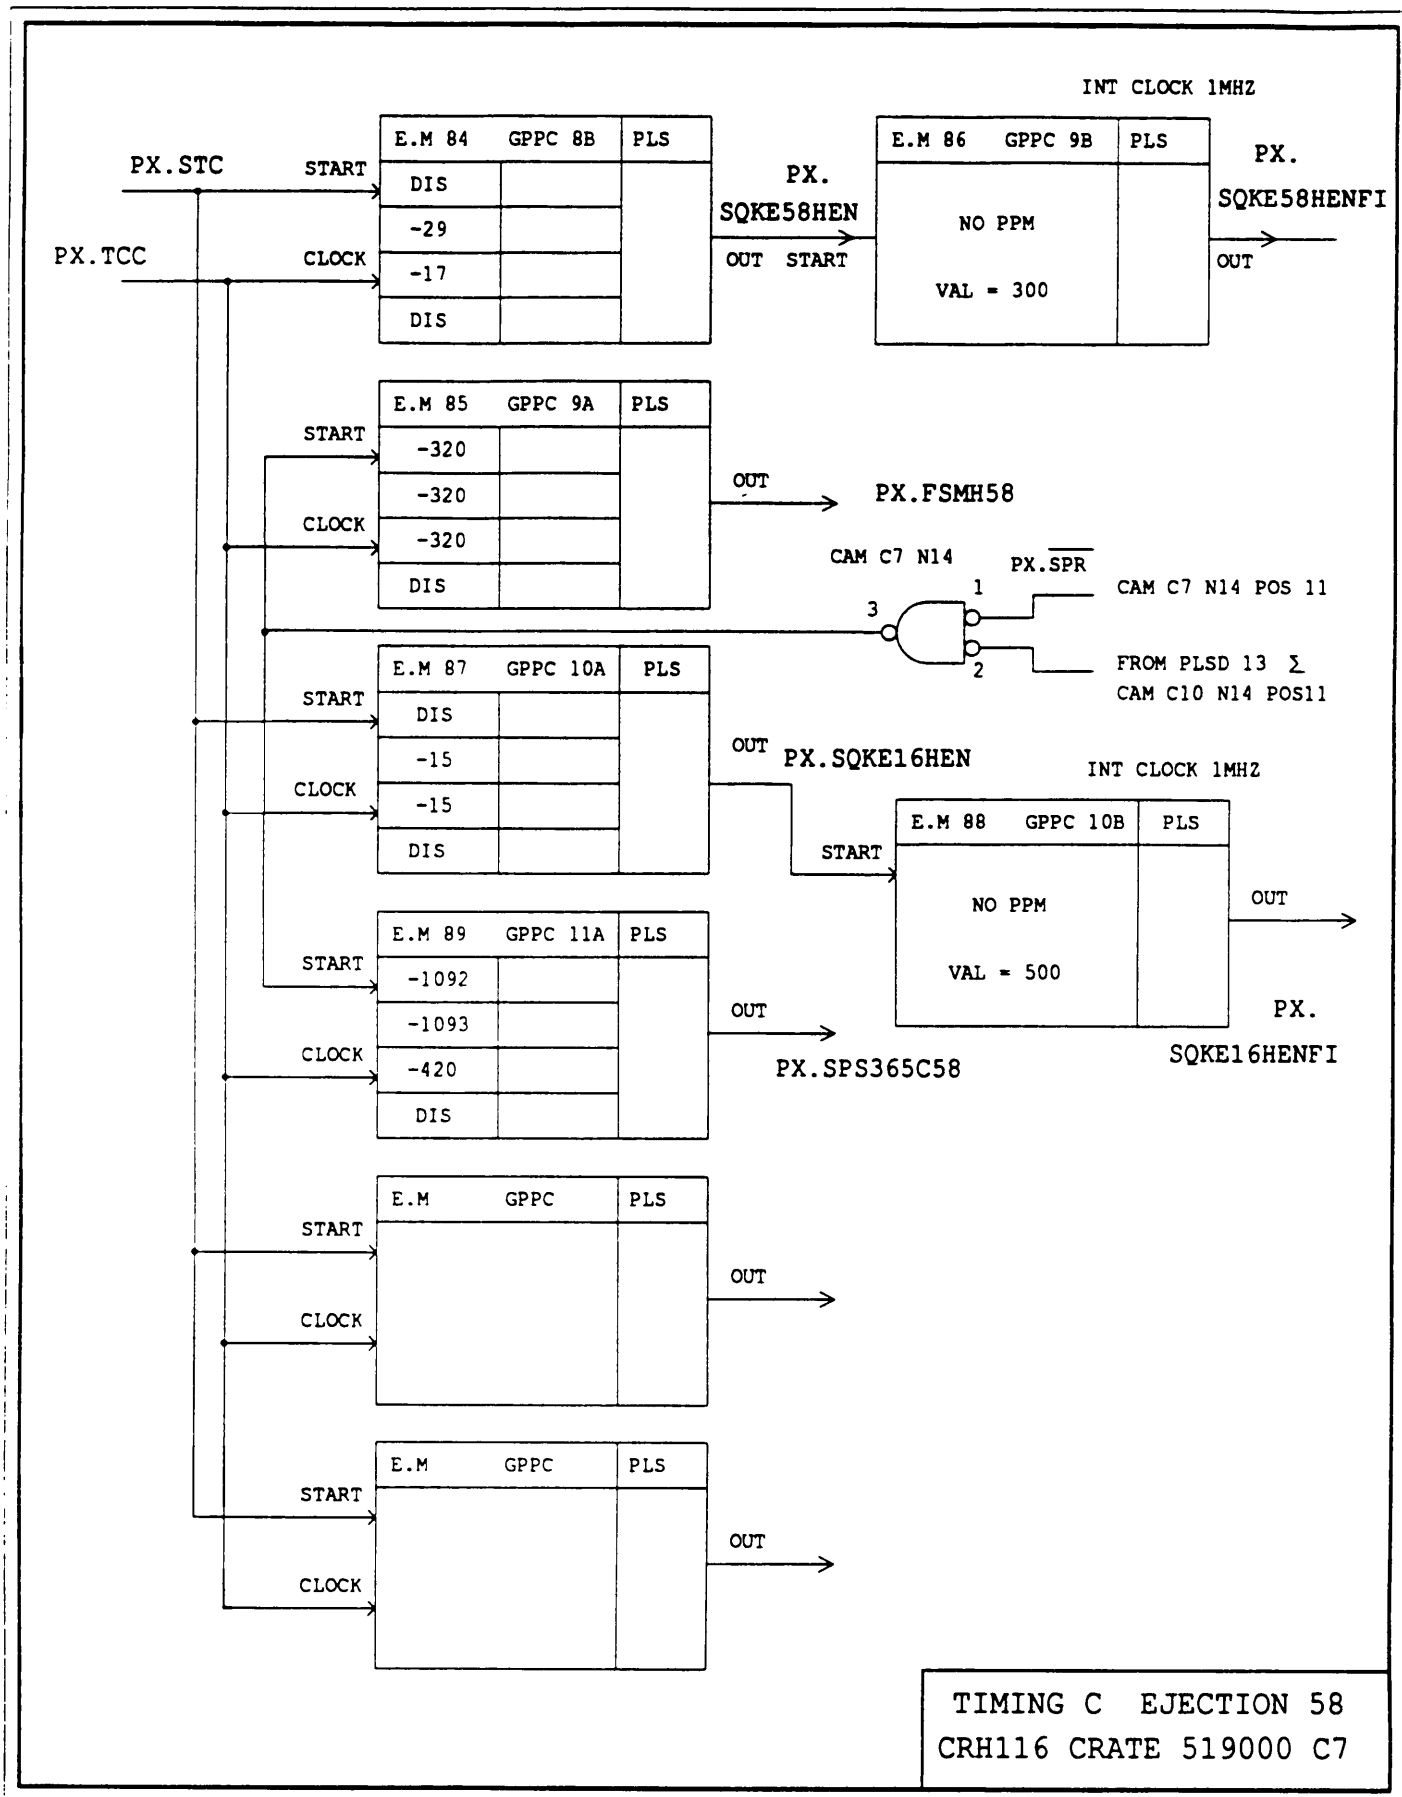 INT CLOCK 1MHZ
E.M 84 GPPC 8B PLS
E.M 86 GPPC 9B PLS
PX.STC START
DIS
-29
PX.TCC CLOCK
-17
DIS
PX.
SQKE58HEN
OUT START
NO PPM
VAL = 300
PX.
SQKE58HENFI
OUT
E.M 85 GPPC 9A PLS
START
-320
-320
CLOCK
-320
DIS
OUT
PX.FSMH58
CAM C7 N14
PX.SPR
1
CAM C7 N14 POS 11
3
2
FROM PLSD 13 Σ
CAM C10 N14 POS11
E.M 87 GPPC 10A PLS
START
DIS
-15
CLOCK
-15
DIS
OUT
PX.SQKE16HEN
INT CLOCK 1MHZ
E.M 88 GPPC 10B PLS
START
NO PPM
VAL = 500
OUT
PX.
SQKE16HENFI
E.M 89 GPPC 11A PLS
START
-1092
-1093
CLOCK
-420
DIS
OUT
PX.SPS365C58
E.M GPPC PLS
START
CLOCK
OUT
E.M GPPC PLS
START
CLOCK
OUT
TIMING C EJECTION 58
CRH116 CRATE 519000 C7